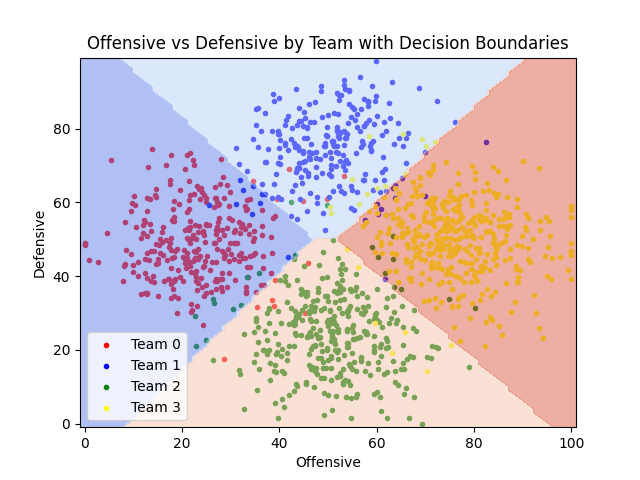 Offensive vs Defensive by Team with Decision Boundaries
Defensive
80
60
40
20
0
Team 0
Team 1
Team 2
Team 3
0 20 40 60 80 100
Offensive